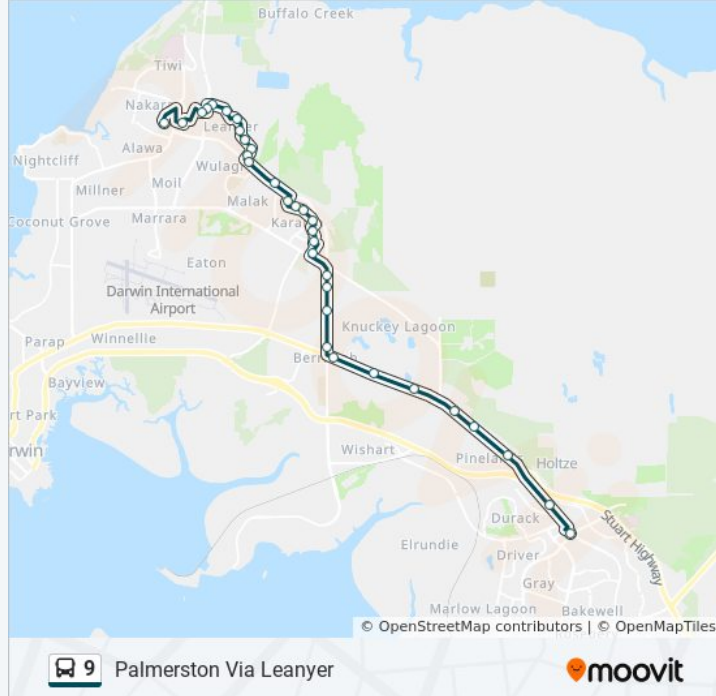 Buffalo Creek
Tiwi
Nakara
Leanyer
Alawa
Nightcliff
Wulagi
Millner
Moil
Malak
Coconut Grove
Marrara
Kara
Eaton
Darwin International
Airport
Knuckey Lagoon
Parap
Winnellie
Berrimah
Bayview
rt Park
rwin
Wishart
Pinelands
Holtze
Durack
Stuart Highway
Elrundie
Driver
Gray
Marlow Lagoon
Bakewell
© OpenStreetMap contributors | © OpenMapTiles
9 Palmerston Via Leanyer
moovit